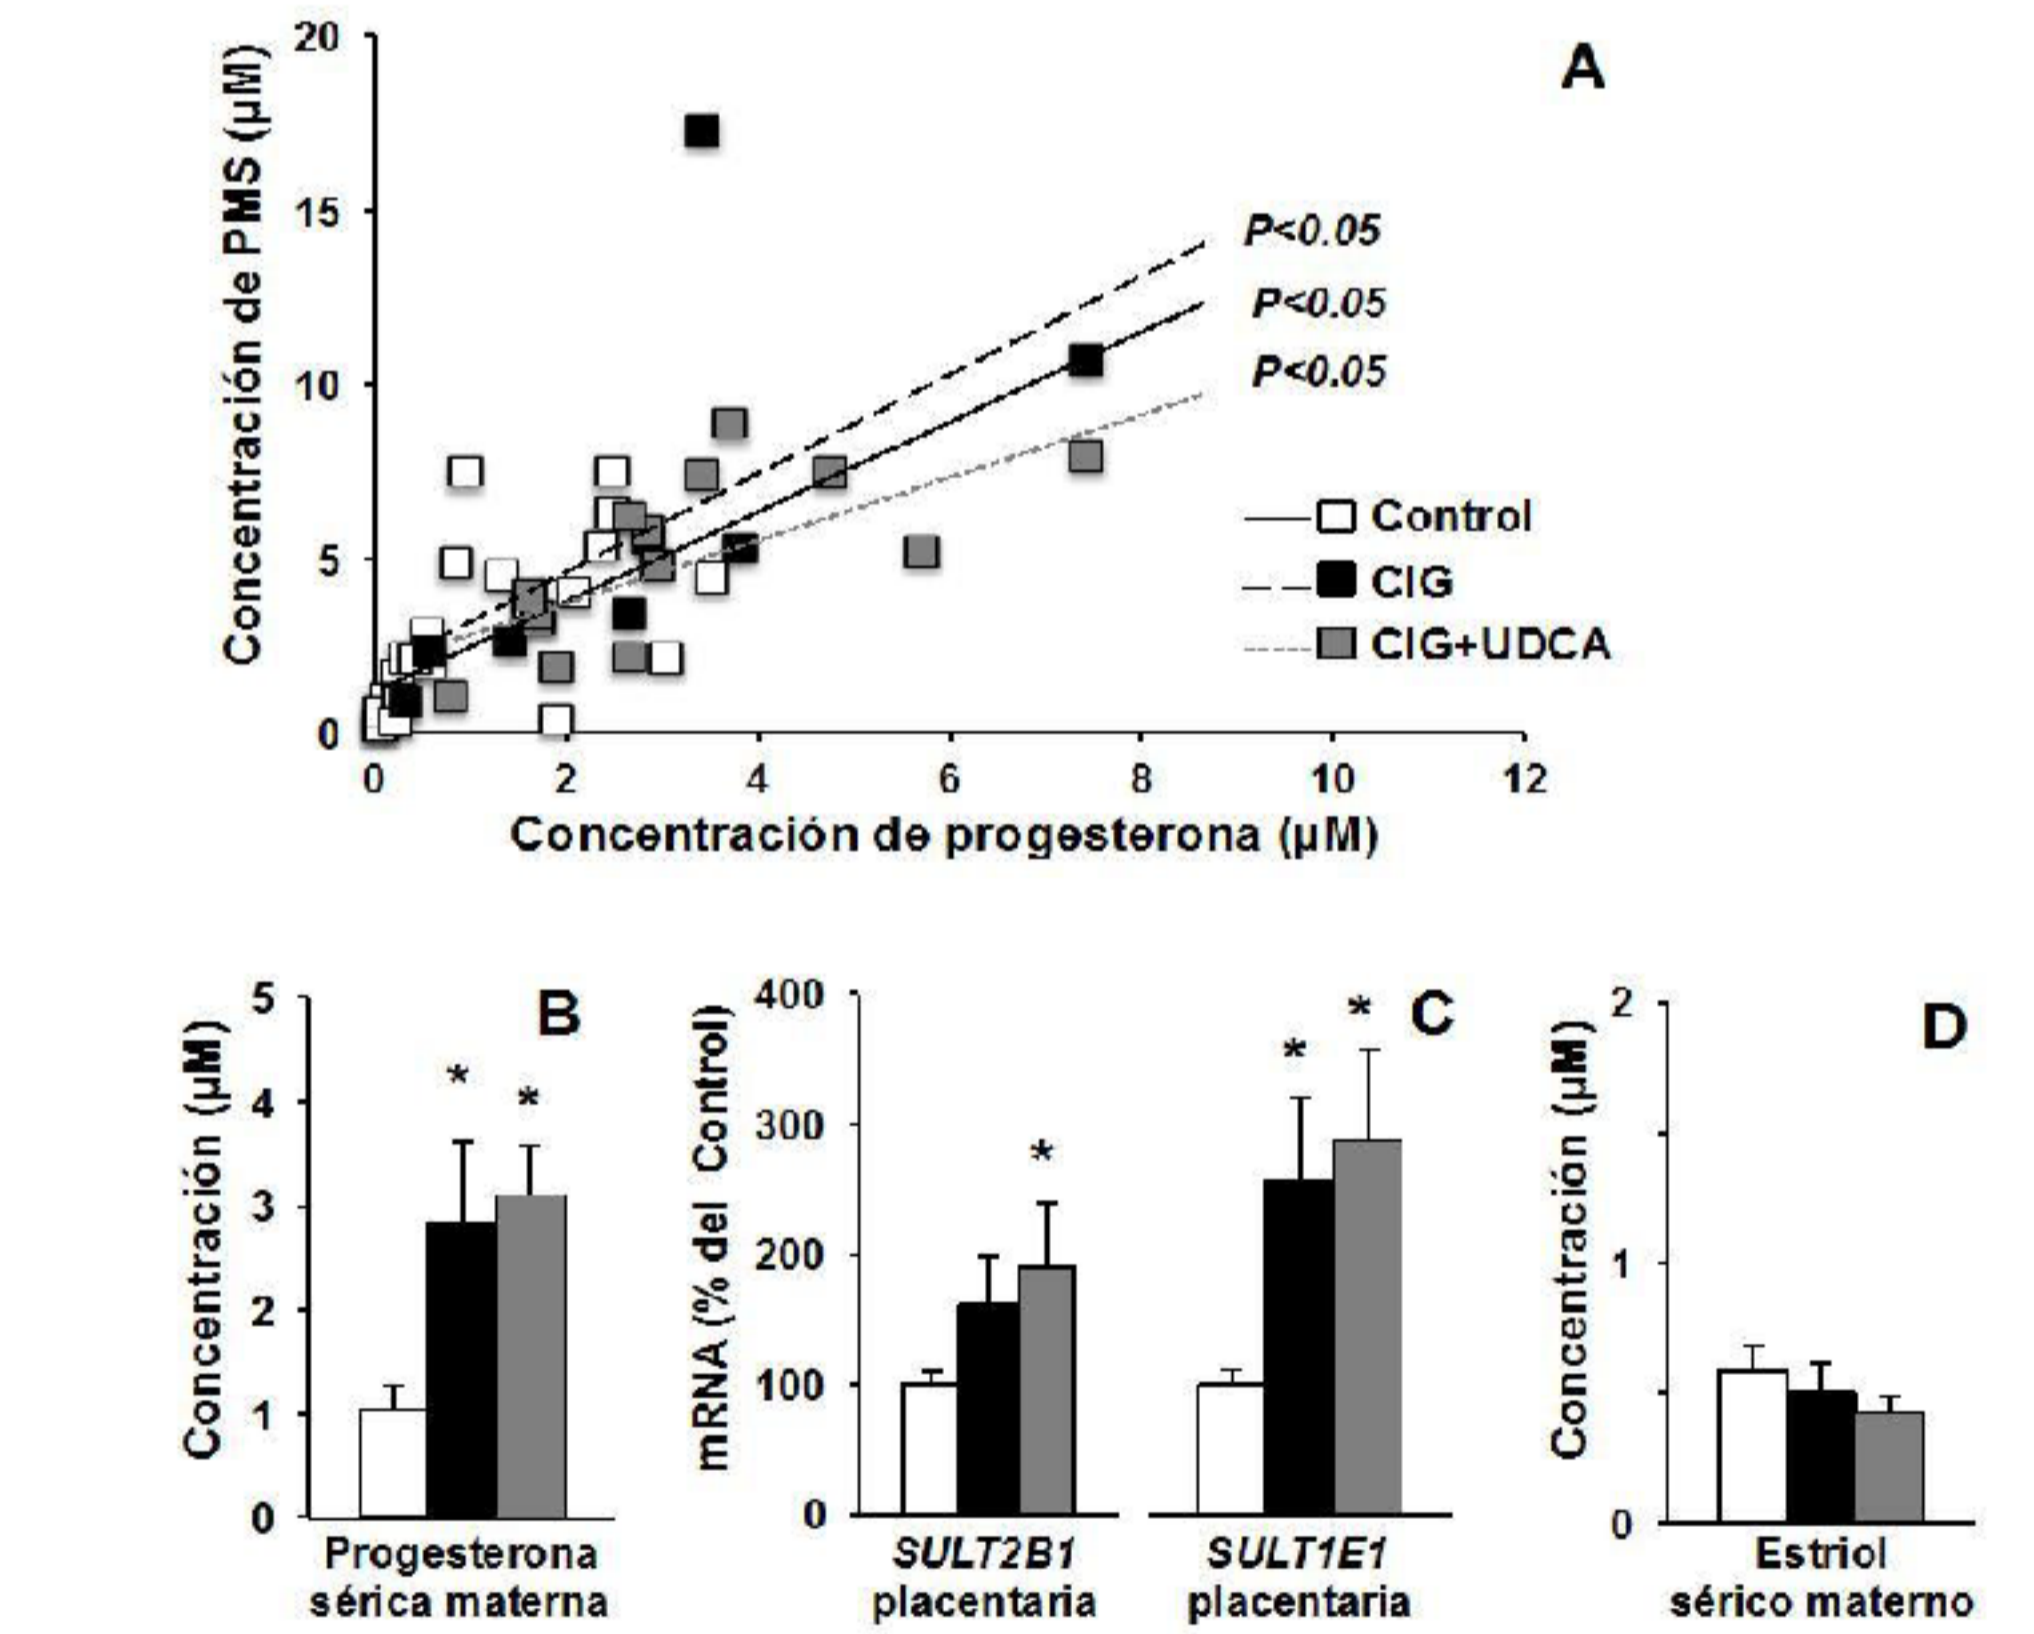 A
Concentración de PMS (µM)
20
15
10
5
0
P<0.05
P<0.05
P<0.05
Control
CIG
CIG+UDCA
0 2 4 6 8 10 12
Concentración de progesterona (µM)
B
Concentración (µM)
5
4
3
2
1
0
*
*
Progesterona
sérica materna
C
mRNA (% del Control)
400
300
200
100
0
*
*
*
SULT2B1
placentaria
SULT1E1
placentaria
D
Concentración (µM)
2
1
0
Estriol
sérico materno